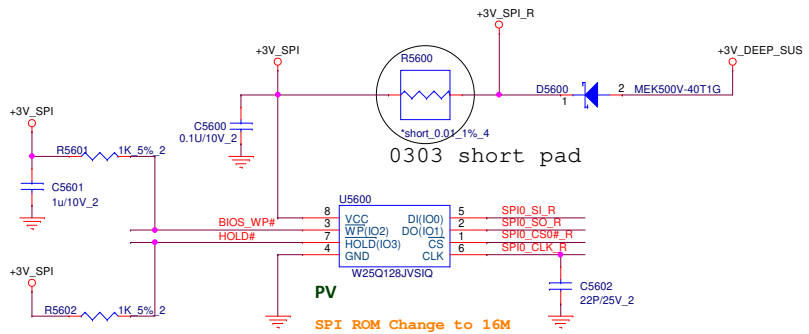 +3V_SPI_R
+3V_SPI
+3V_DEEP_SUS
R5600
D5600
1
2
MEK500V-40T1G
+3V_SPI
C5600
0.1U/10V_2
*short_0.01_1%_4
0303 short pad
R5601
1K_5%_2
C5601
1u/10V_2
U5600
BIOS_WP#
HOLD#
8
3
7
4
VCC
WP(IO2)
HOLD(IO3)
GND
DI(IO0)
DO(IO1)
CS
CLK
5
2
1
6
SPI0_SI_R
SPI0_SO_R
SPI0_CS0#_R
SPI0_CLK_R
W25Q128JVSIQ
+3V_SPI
R5602
1K_5%_2
C5602
22P/25V_2
PV
SPI ROM Change to 16M